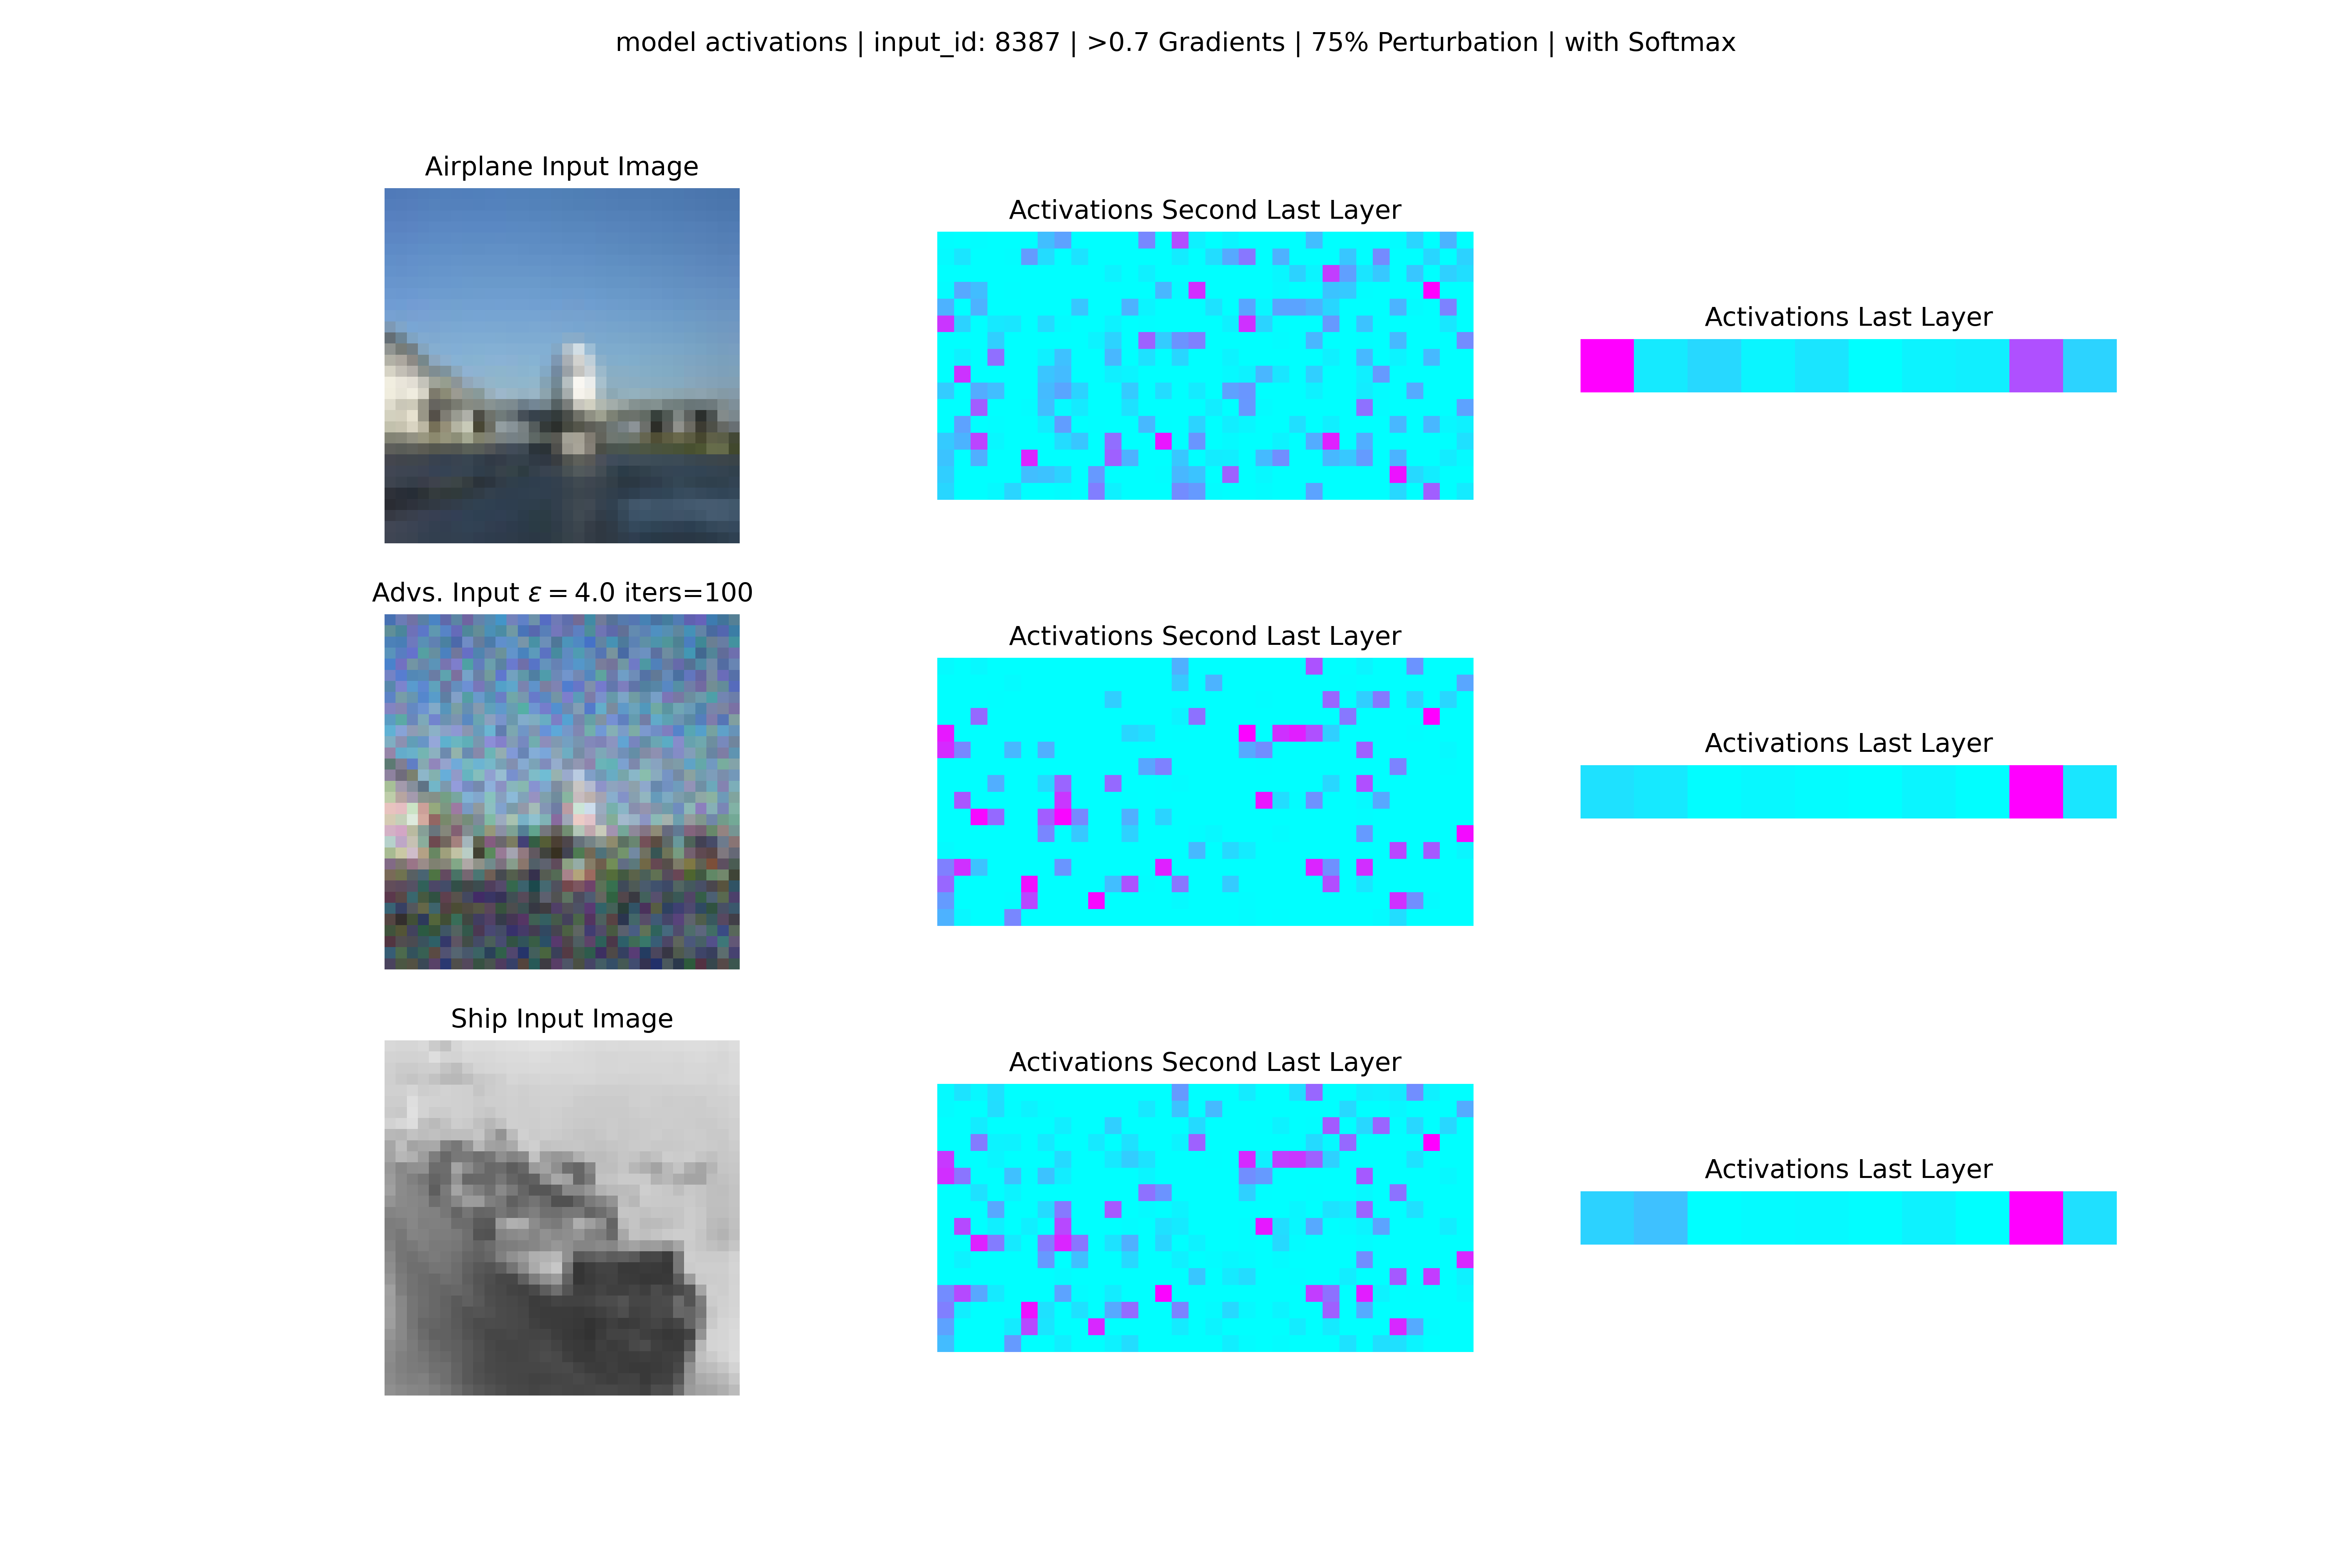 model activations | input_id: 8387 | >0.7 Gradients | 75% Perturbation | with Softmax
Airplane Input Image
Activations Second Last Layer
Activations Last Layer
Advs. Input ε = 4.0 iters=100
Activations Second Last Layer
Activations Last Layer
Ship Input Image
Activations Second Last Layer
Activations Last Layer